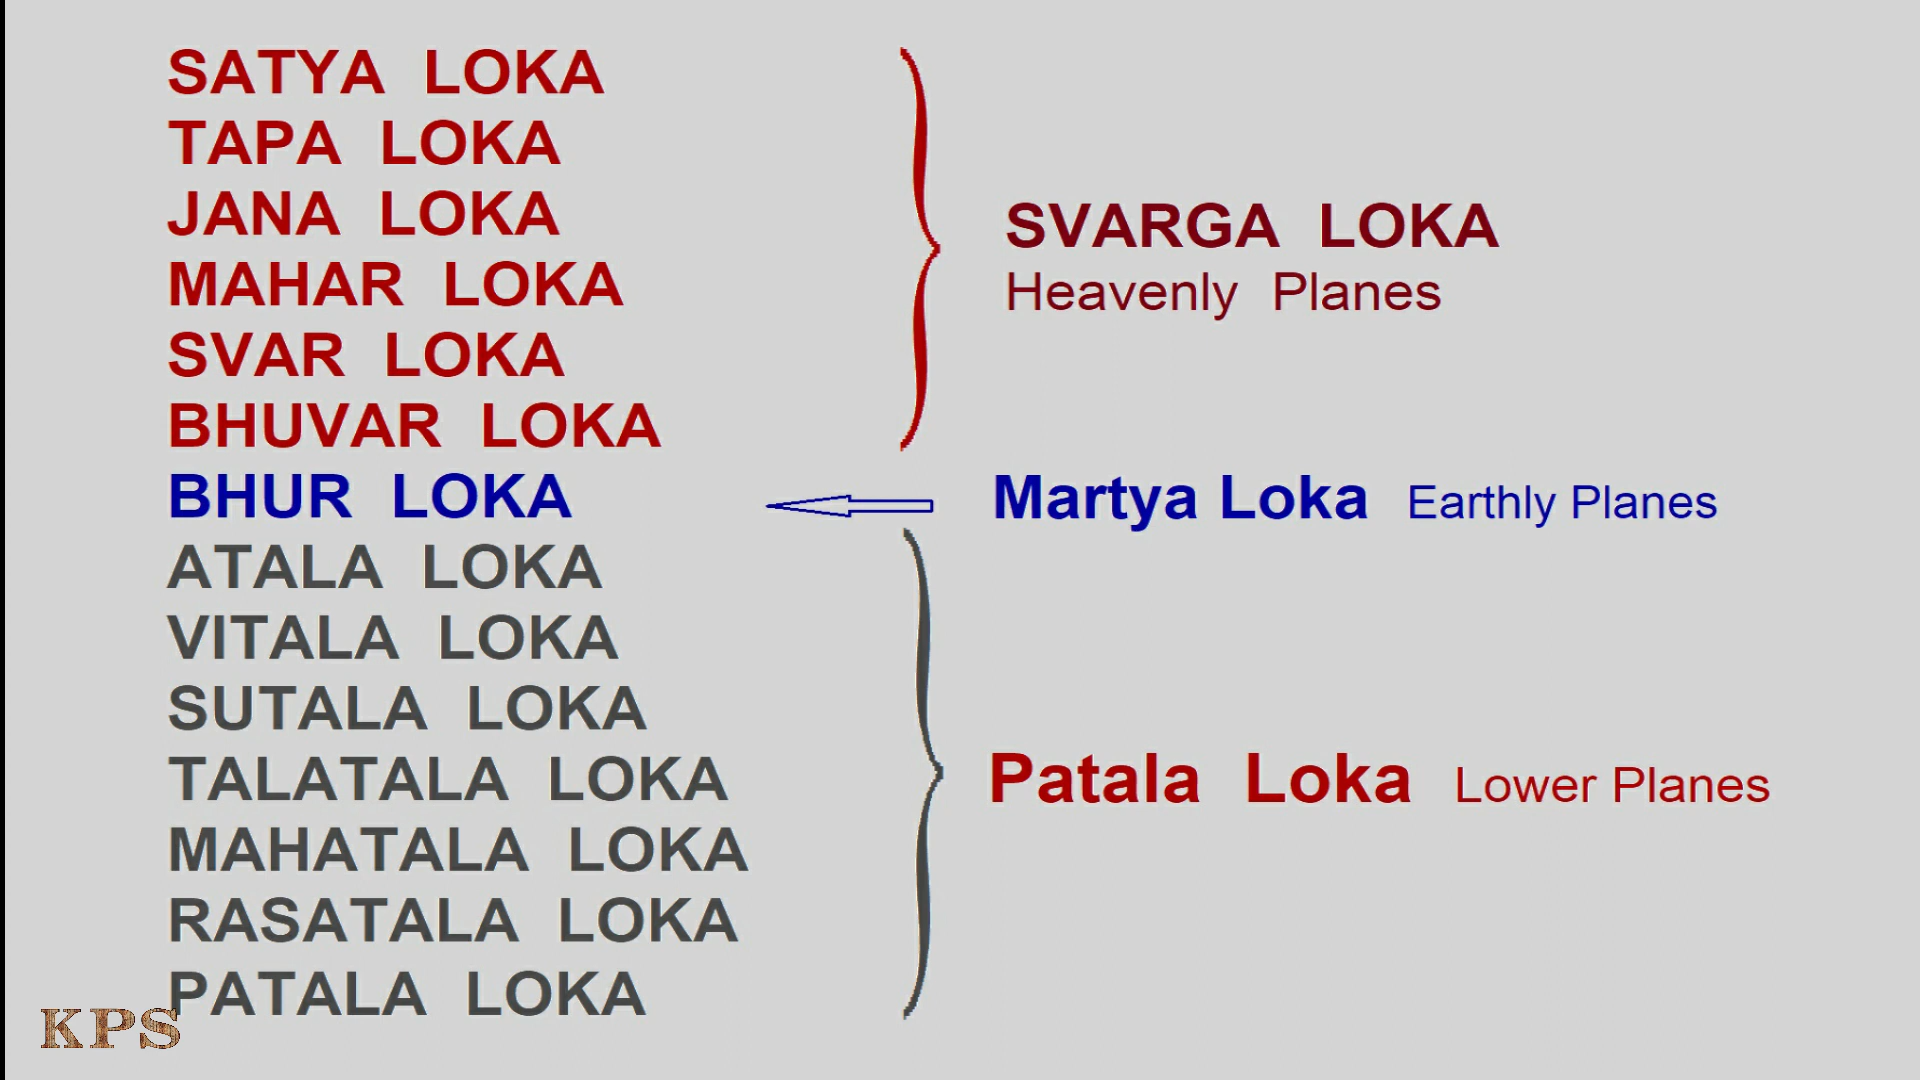 SATYA LOKA
TAPA LOKA
JANA LOKA
MAHAR LOKA
SVAR LOKA
BHUVAR LOKA
SVARGA LOKA
Heavenly Planes
BHUR LOKA
Martya Loka Earthly Planes
ATALA LOKA
VITALA LOKA
SUTALA LOKA
TALATALA LOKA
MAHATALA LOKA
RASATALA LOKA
PATALA LOKA
Patala Loka Lower Planes
KPS